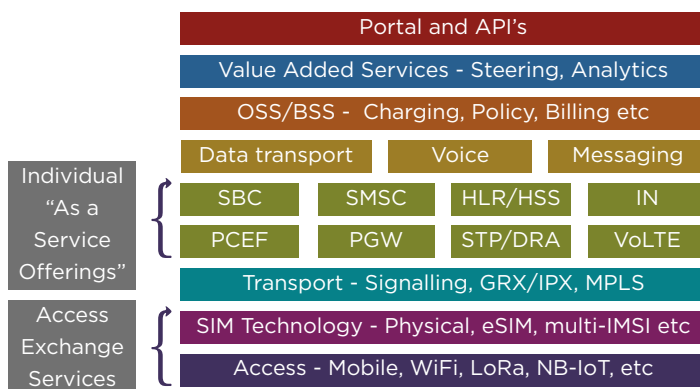 Portal and API's
Value Added Services - Steering, Analytics
OSS/BSS - Charging, Policy, Billing etc
Data transport
Voice
Messaging
Individual
“As a
Service
Offerings”
SBC
SMSC
HLR/HSS
IN
PCEF
PGW
STP/DRA
VoLTE
Transport - Signalling, GRX/IPX, MPLS
Access
Exchange
Services
SIM Technology - Physical, eSIM, multi-IMSI etc
Access - Mobile, WiFi, LoRa, NB-IoT, etc